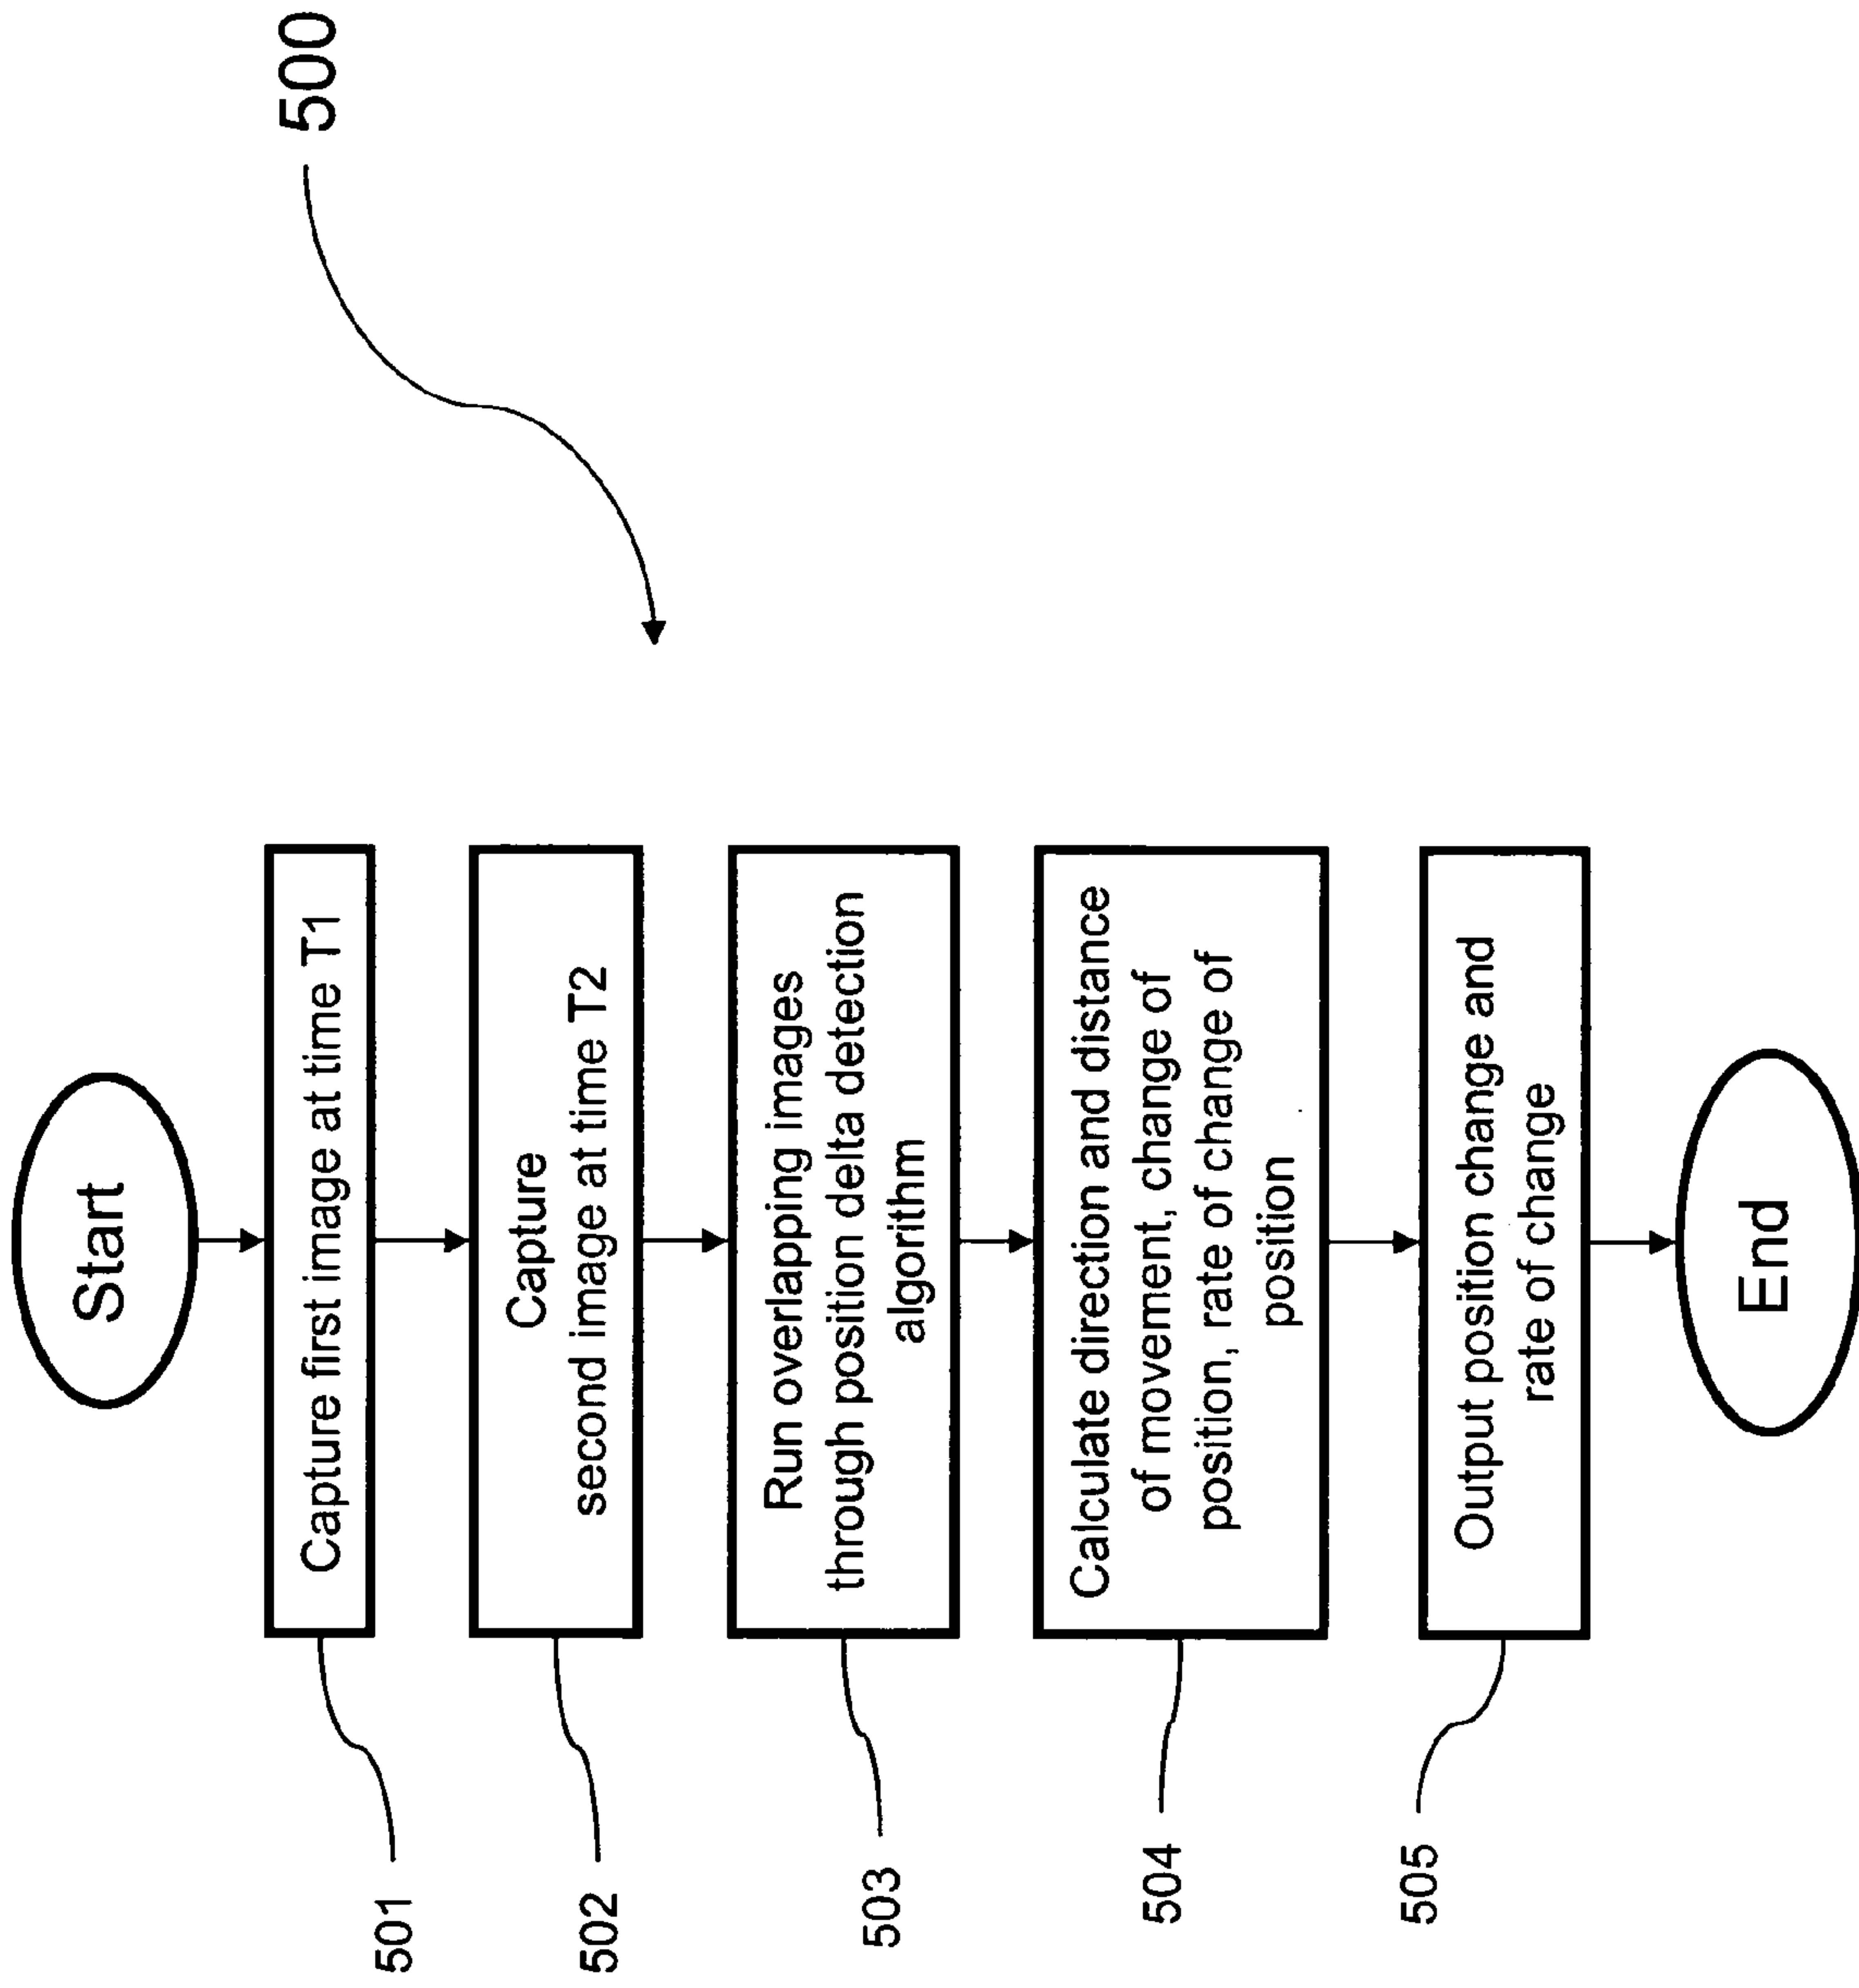 500
Start
Capture first image at time T1
501
Capture
second image at time T2
502
Run overlapping images
through position delta detection
algorithm
503
Calculate direction and distance
of movement, change of
position, rate of change of
position
504
Output position change and
rate of change
505
End